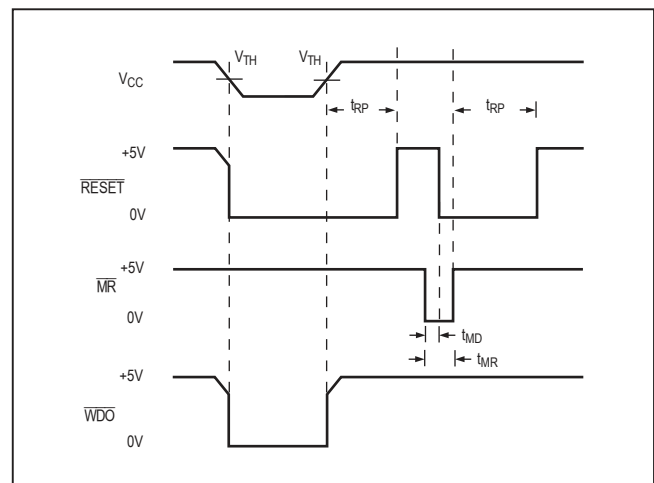 VTH VTH
VCC
tRP tRP
+5V
RESET
0V
+5V
MR
0V
tMD
tMR
+5V
WDO
0V